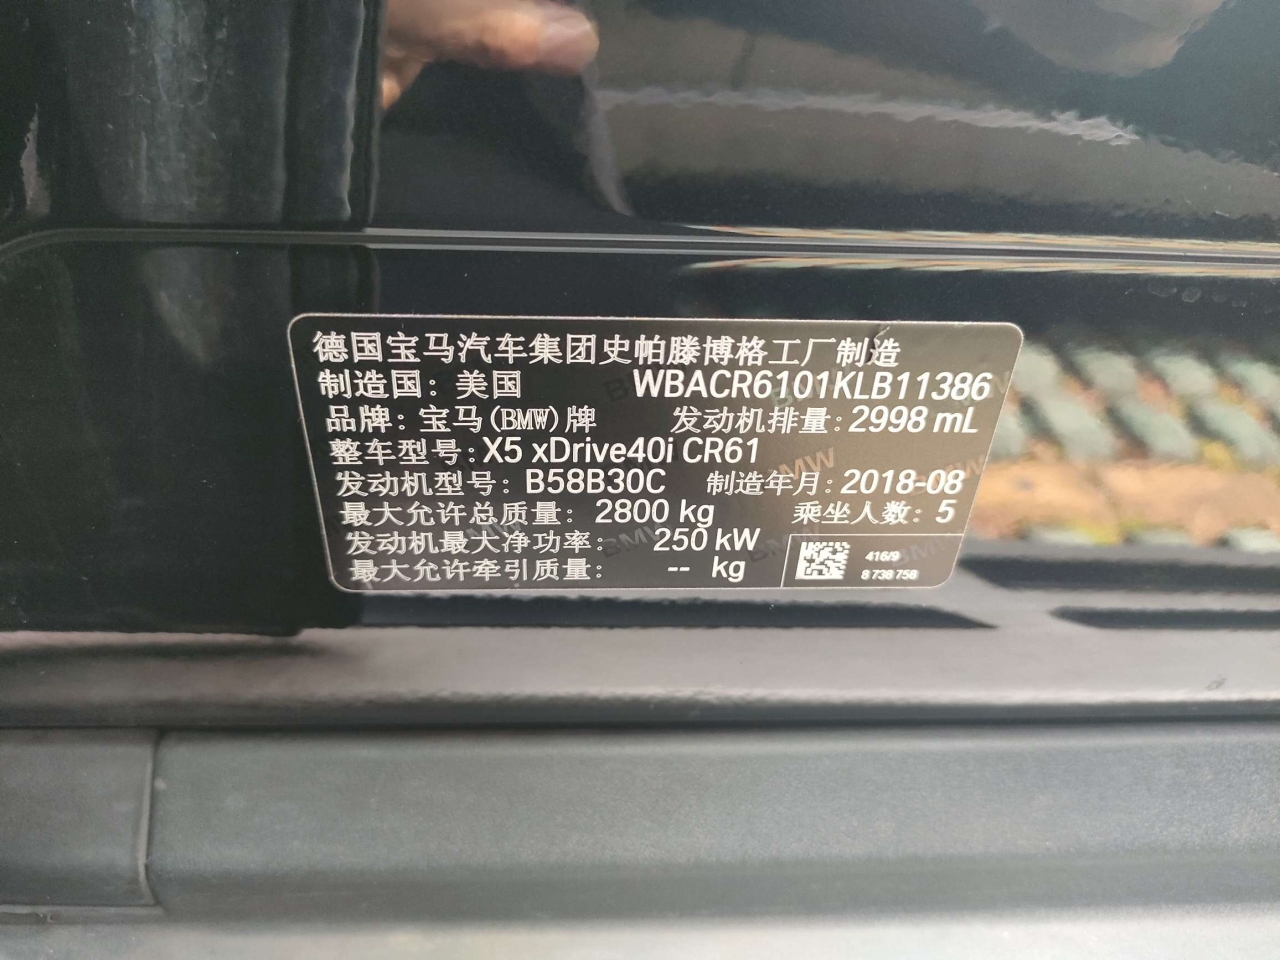 德国宝马汽车集团史帕滕博格工厂制造
制造国：美国 WBACR6101KLB11386
品牌：宝马(BMW)牌 发动机排量：2998 mL
整车型号：X5 xDrive40i CR61
发动机型号：B58B30C 制造年月：2018-08
最大允许总质量：2800 kg 乘坐人数：5
发动机最大净功率：250 kW
最大允许牵引质量：-- kg
416/9
8 738 758